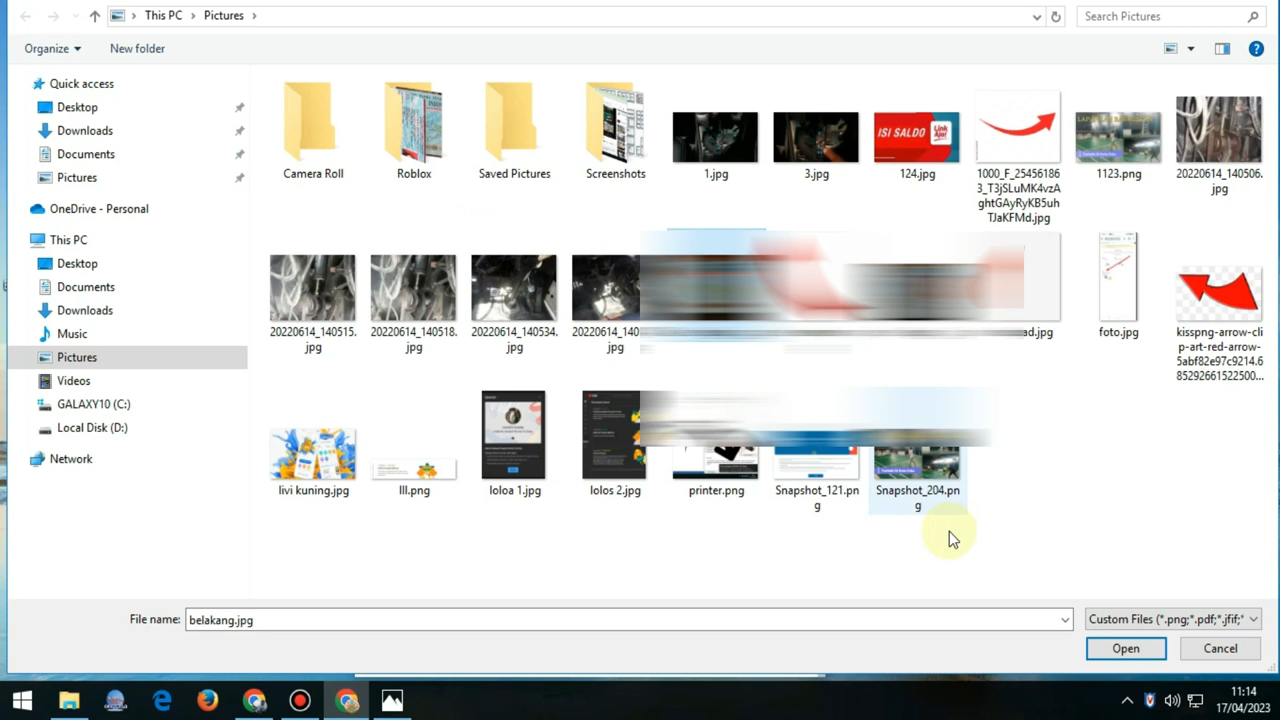 This PC
Pictures
Search Pictures
Organize
New folder
Quick access
Desktop
Downloads
Documents
Pictures
OneDrive - Personal
This PC
Desktop
Documents
Downloads
Music
Pictures
Videos
GALAXY10 (C:)
Local Disk (D:)
Network
Camera Roll
Roblox
Saved Pictures
Screenshots
1.jpg
3.jpg
ISI SALDO
Link
Aja!
124.jpg
1000_F_25456186
3_T3jSLuMK4vzA
ghtGAyRyKB5uh
TJaKFMd.jpg
1123.png
20220614_140506.
jpg
20220614_140515.
jpg
20220614_140518.
jpg
20220614_140534.
jpg
20220614_140
jpg
ad.jpg
foto.jpg
kisspng-arrow-cli
p-art-red-arrow-
5abf82e97c9214.6
85292661522500...
livi kuning.jpg
lll.png
loloa 1.jpg
lolos 2.jpg
printer.png
Snapshot_121.pn
g
Snapshot_204.pn
g
File name:
belakang.jpg
Custom Files (*.png;*.pdf;*.jfif;*
Open
Cancel
11:14
17/04/2023